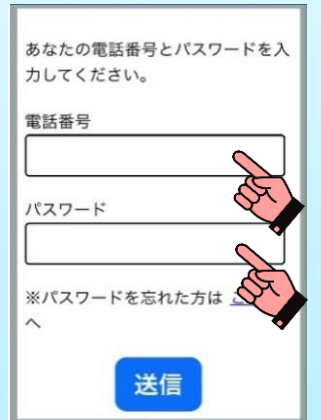 あなたの電話番号とパスワードを入
力してください。
電話番号
パスワード
※パスワードを忘れた方は
へ
送信